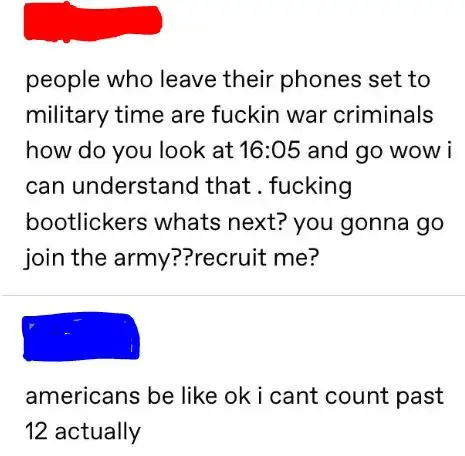 people who leave their phones set to
military time are fuckin war criminals
how do you look at 16:05 and go wow i
can understand that . fucking
bootlickers whats next? you gonna go
join the army??recruit me?
americans be like ok i cant count past
12 actually